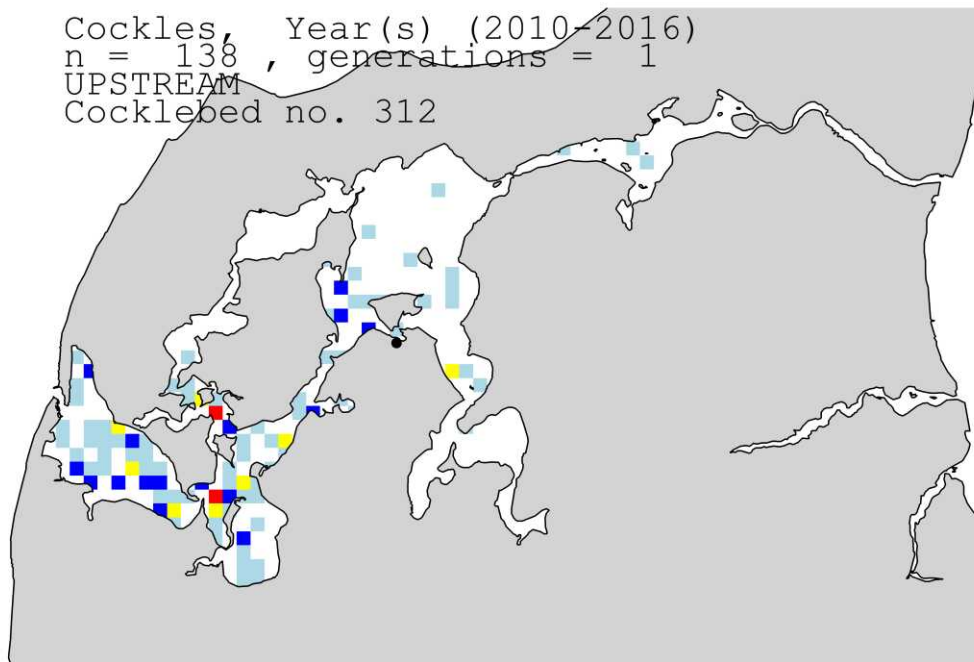 Cockles, Year(s) (2010-2016)
n = 138 , generations = 1
UPSTREAM
Cocklebed no. 312